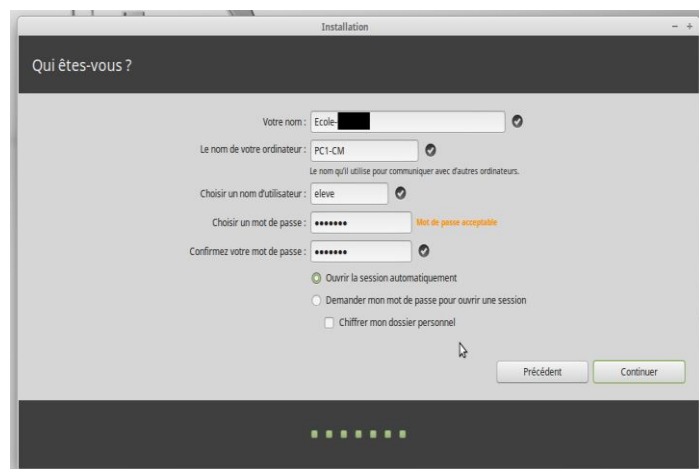 Installation
Qui êtes-vous ?
Votre nom : Ecole-
Le nom de votre ordinateur : PC1-CM
Le nom qu'il utilise pour communiquer avec d'autres ordinateurs.
Choisir un nom d'utilisateur : eleve
Choisir un mot de passe : ●●●●●●● Mot de passe acceptable
Confirmez votre mot de passe : ●●●●●●●
Ouvrir la session automatiquement
Demander mon mot de passe pour ouvrir une session
Chiffrer mon dossier personnel
Précédent Continuer